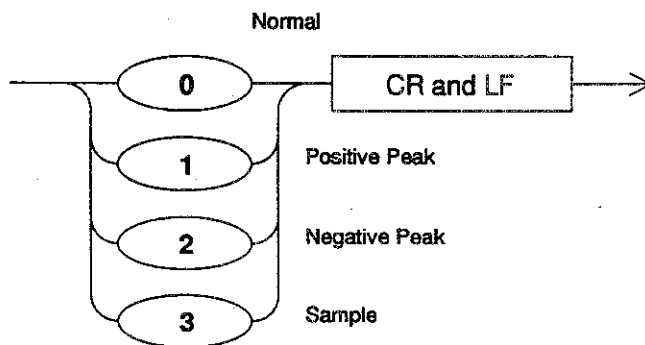 Normal
0
CR and LF
1
Positive Peak
2
Negative Peak
3
Sample